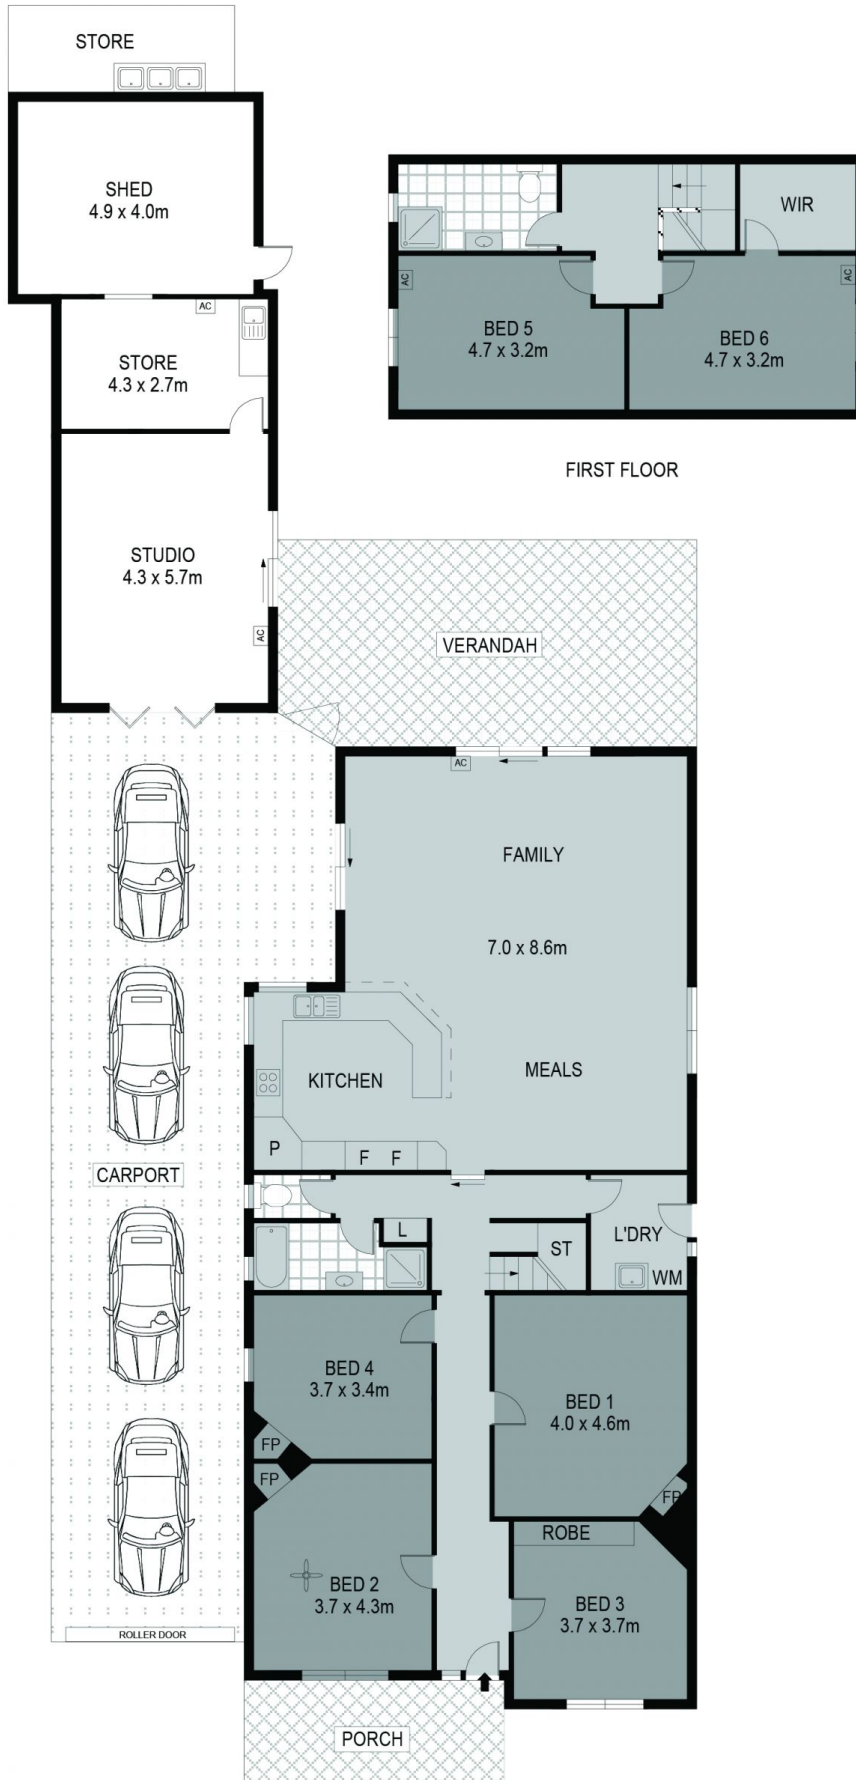 STORE
SHED
4.9 x 4.0m
WIR
AC
AC
BED 5
4.7 x 3.2m
BED 6
4.7 x 3.2m
AC
STORE
4.3 x 2.7m
FIRST FLOOR
STUDIO
4.3 x 5.7m
AC
VERANDAH
AC
FAMILY
7.0 x 8.6m
KITCHEN
MEALS
P
F F
CARPORT
L
ST
L'DRY
WM
BED 4
3.7 x 3.4m
BED 1
4.0 x 4.6m
FP
FP
FP
ROBE
BED 2
3.7 x 4.3m
BED 3
3.7 x 3.7m
ROLLER DOOR
PORCH